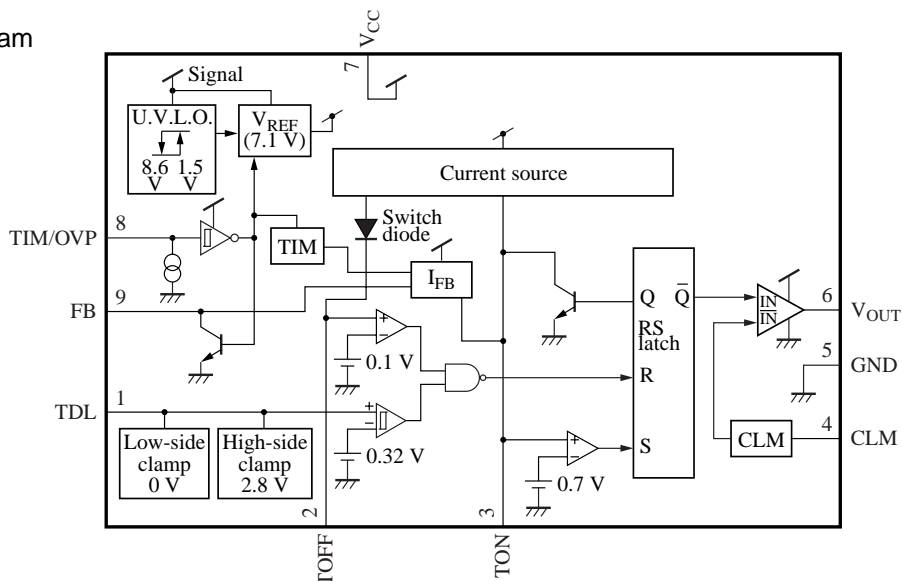 am
VCC
7
Signal
U.V.L.O.
8.6 1.5
V V
VREF
(7.1 V)
Current source
Switch
diode
TIM/OVP
8
TIM
IFB
FB
9
Q Q̅
RS
latch
R
S
IN
I̅N̅
6
VOUT
5
GND
4
CLM
CLM
+
−
0.1 V
TDL
1
+
−
0.32 V
+
−
0.7 V
Low-side
clamp
0 V
High-side
clamp
2.8 V
2
TOFF
3
TON